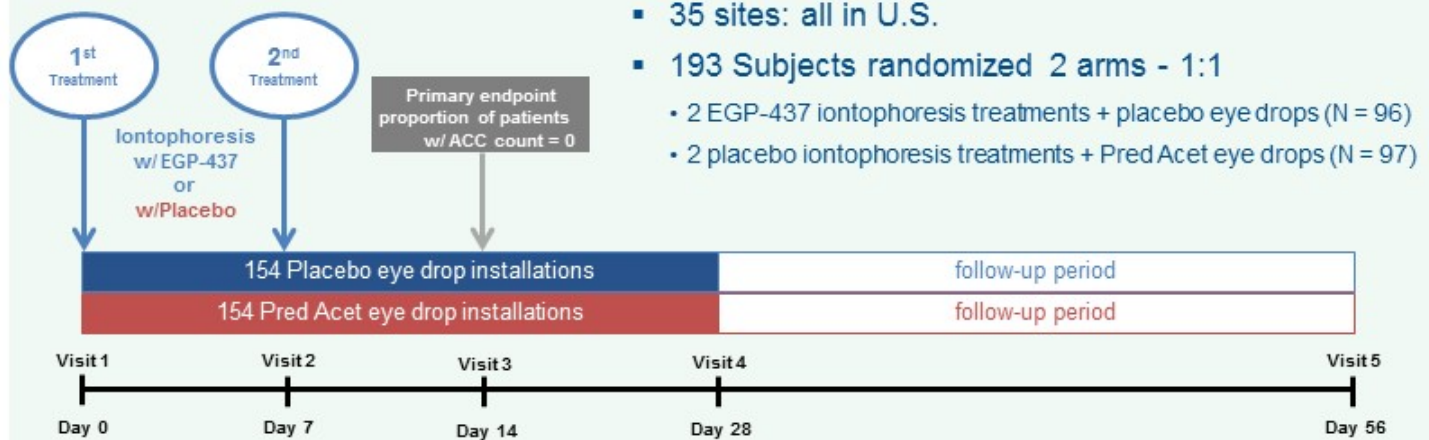 35 sites: all in U.S.
193 Subjects randomized 2 arms - 1:1
2 EGP-437 iontophoresis treatments + placebo eye drops (N = 96)
2 placebo iontophoresis treatments + Pred Acet eye drops (N = 97)
1st
Treatment
2nd
Treatment
Primary endpoint
proportion of patients
w/ ACC count = 0
Iontophoresis
w/ EGP-437
or
w/Placebo
154 Placebo eye drop installations
follow-up period
154 Pred Acet eye drop installations
follow-up period
Visit 1
Visit 2
Visit 3
Visit 4
Visit 5
Day 0
Day 7
Day 14
Day 28
Day 56